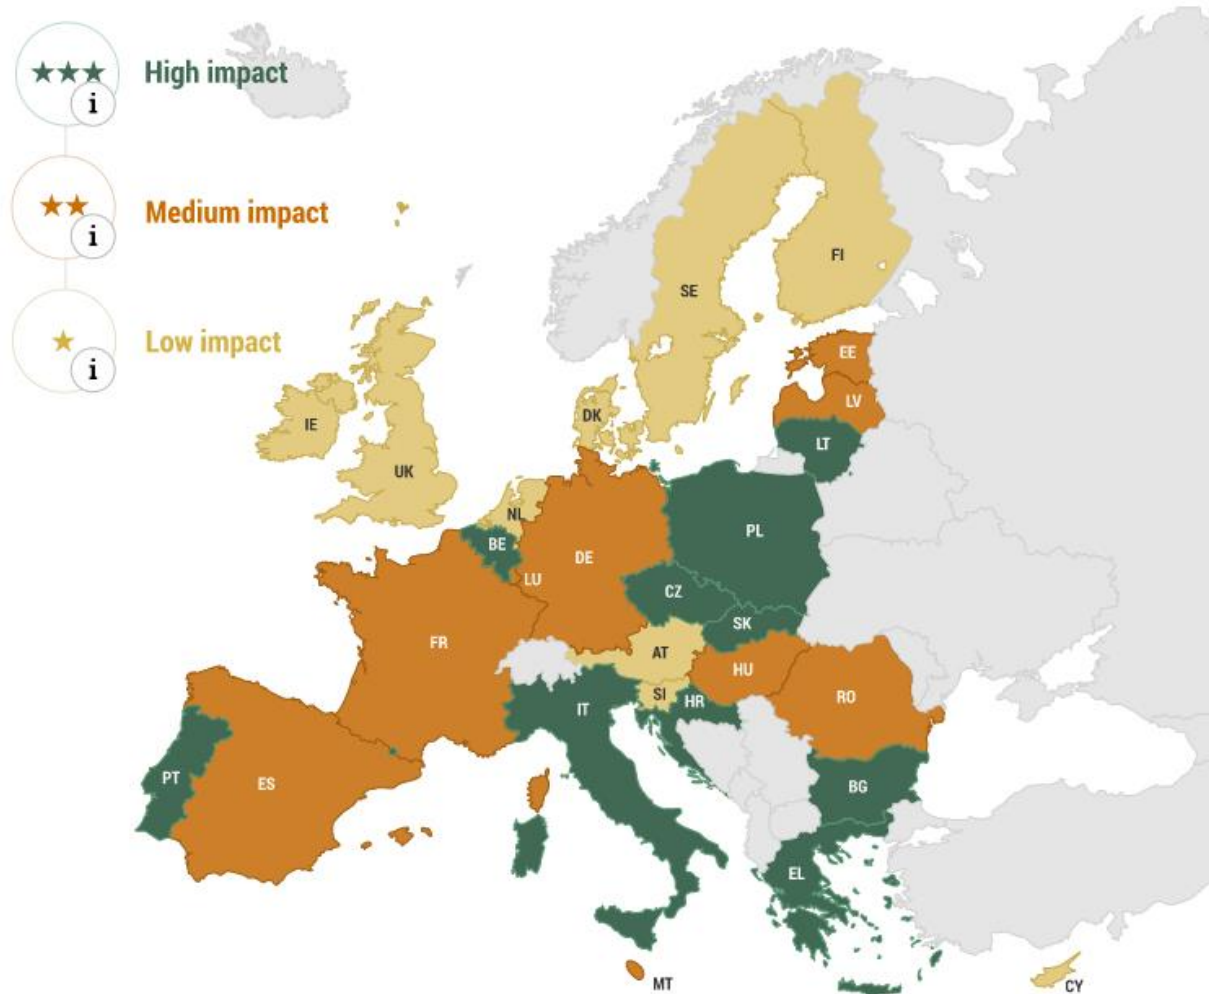 High impact
i
Medium impact
i
Low impact
i
FI
SE
EE
LV
DK
LT
IE
UK
NL
PL
BE
DE
LU
CZ
SK
FR
AT
HU
SI
RO
IT
HR
PT
ES
BG
EL
MT
CY